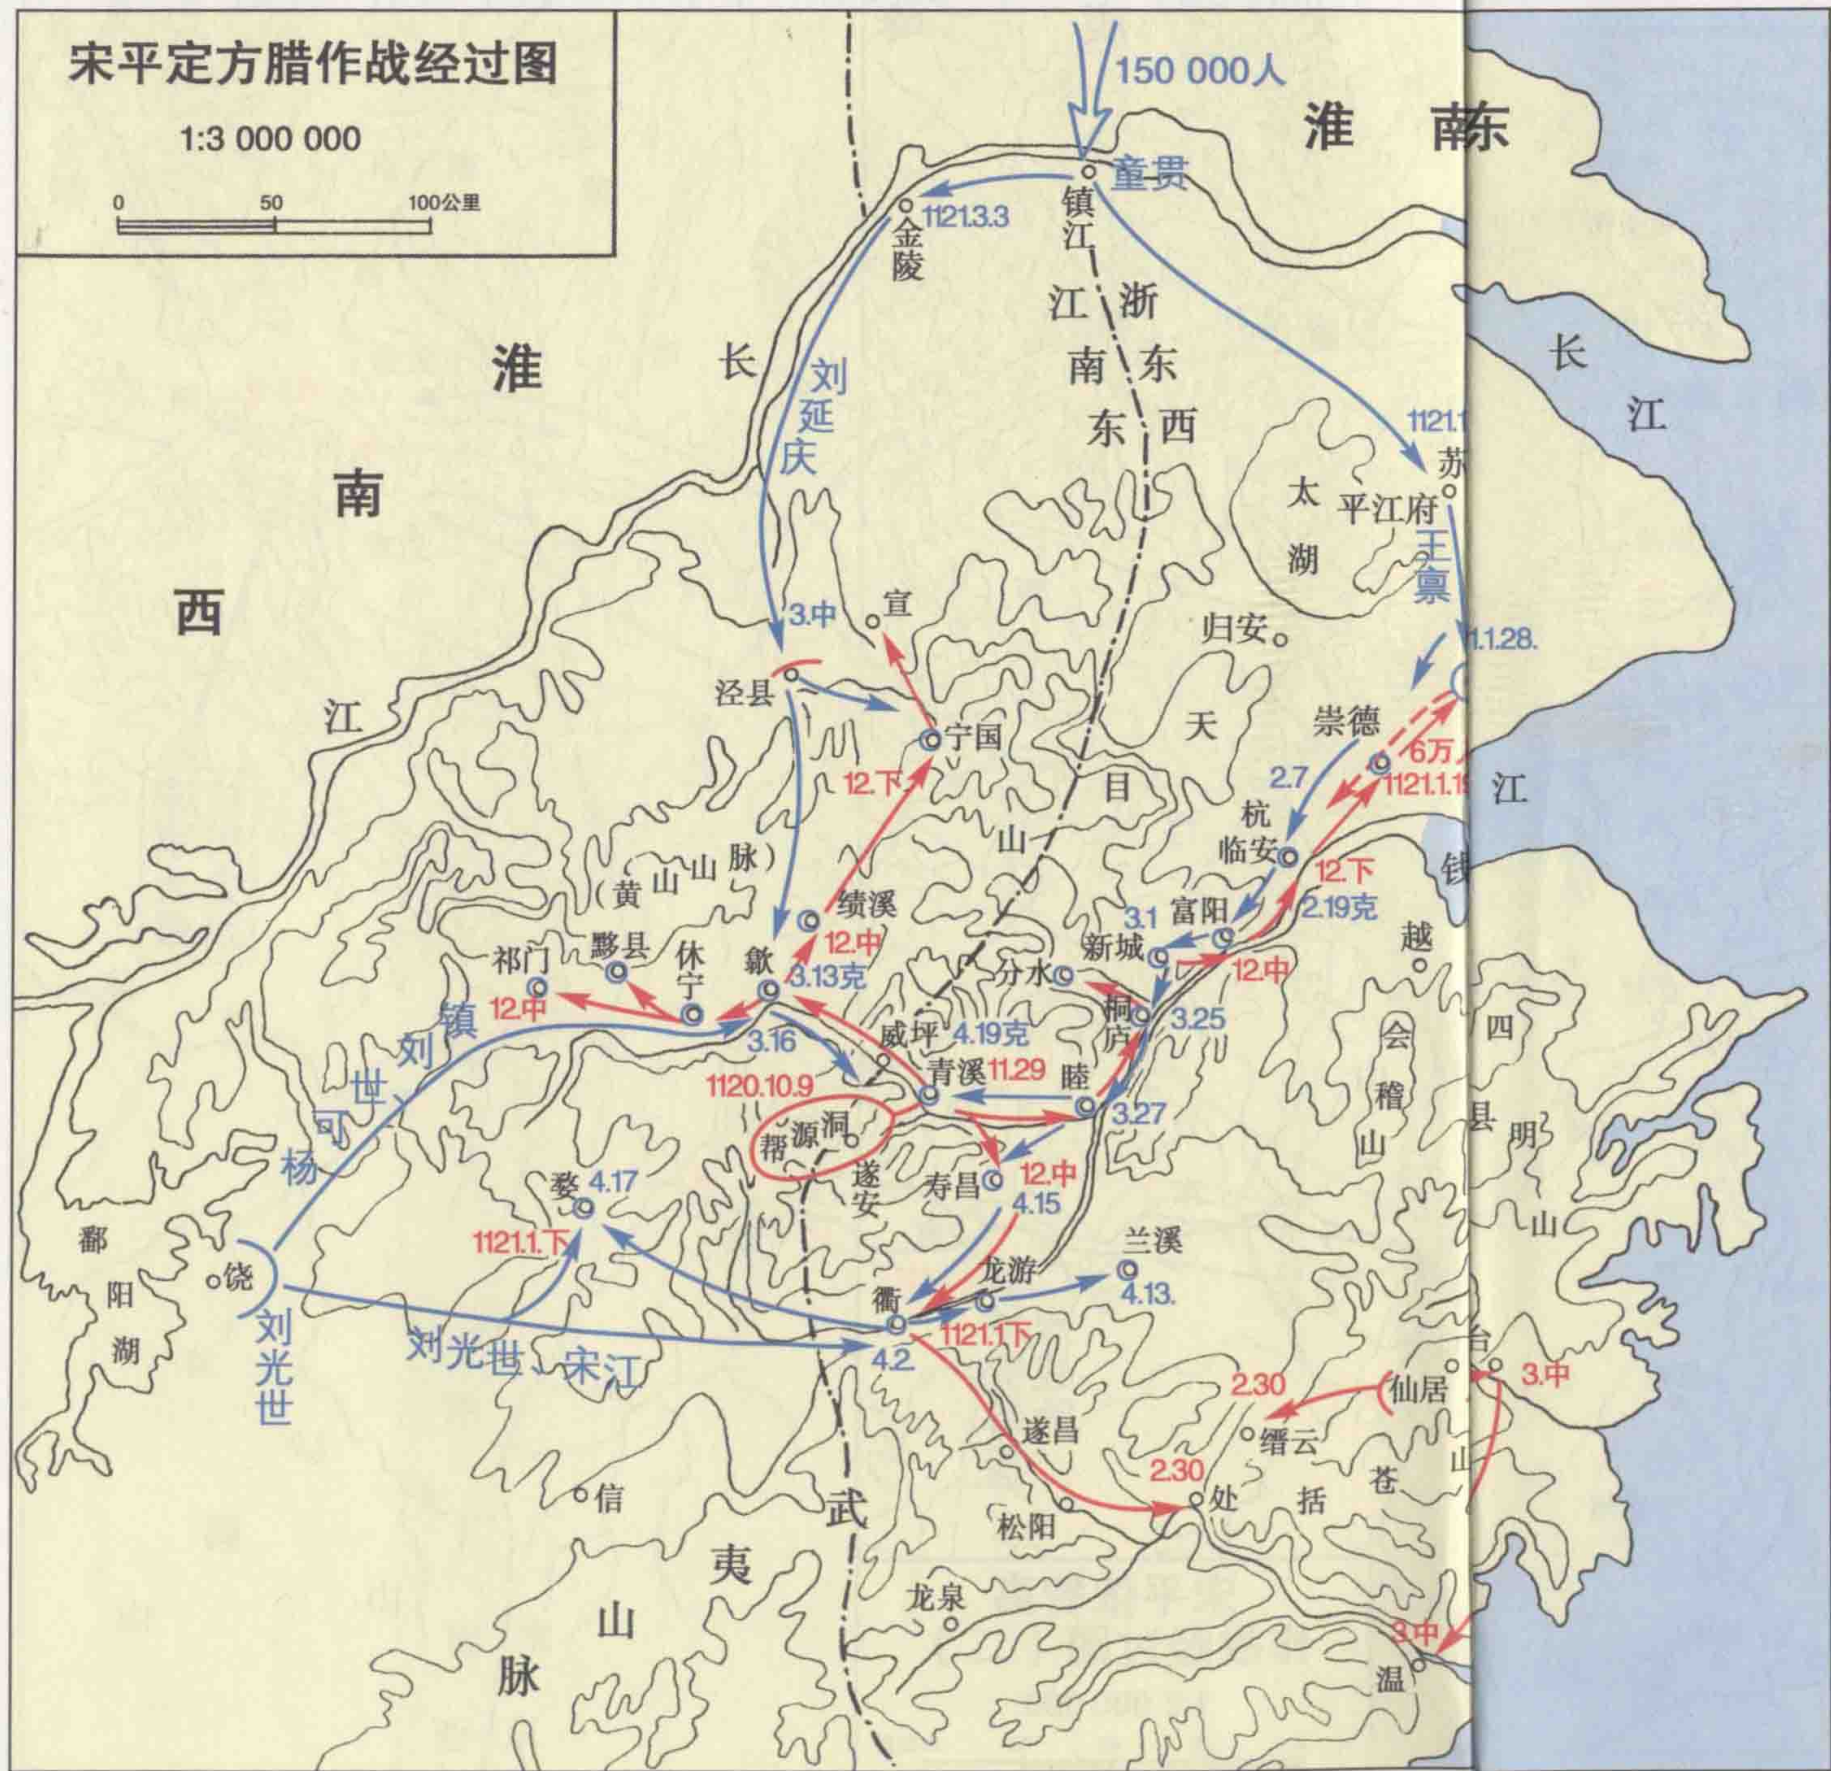 宋平定方腊作战经过图
1:3 000 000
0 50 100公里
150 000人
淮 南东
童贯
镇江
1121.3.3
金陵
江南东
浙东西
淮
南
西
长
江
刘延庆
长
江
1121.1
苏
平江府
太湖
王禀
3.中
宣
归安
1.1.28.
泾县
宁国
12.下
天
目
山
崇德
6万
1121.1.1
2.7
杭
临安
12.下
2.19克
江
钱
(黄山山脉)
绩溪
12.中
富阳
3.1
新城
12.中
越
祁门
12.中
黟县
休宁
歙
3.13克
分水
桐庐
3.25
3.16
威坪
4.19克
青溪
11.29
睦
3.27
1120.10.9
帮源洞
遂安
寿昌
12.中
4.15
会稽山
四
明
山
县
杨可世、刘镇
婺
4.17
1121.1.下
鄱阳湖
饶
刘光世
刘光世、宋江
衢
4.2.
龙游
1121.1下
兰溪
4.13.
台
仙居
3.中
2.30
缙云
遂昌
2.30
处
松阳
括
苍
山
信
武
夷
山
脉
龙泉
3.中
温